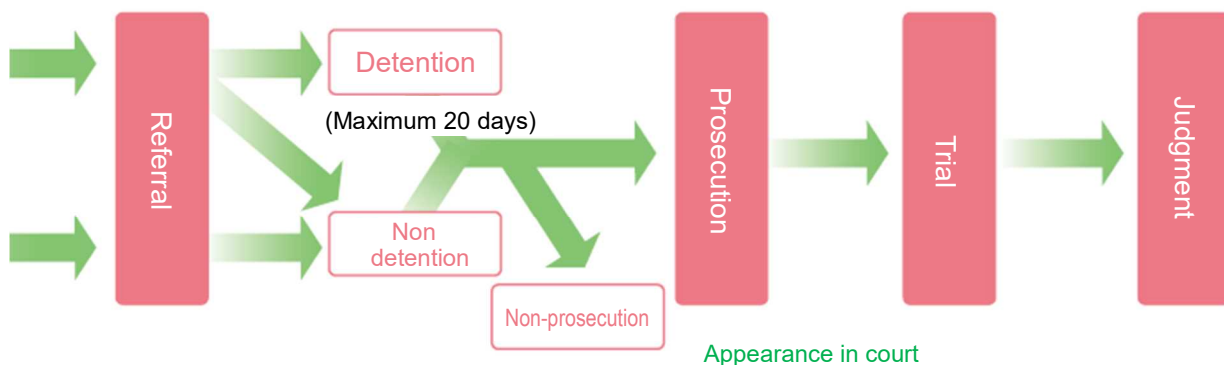 Referral
Detention
(Maximum 20 days)
Non
detention
Non-prosecution
Prosecution
Trial
Judgment
Appearance in court